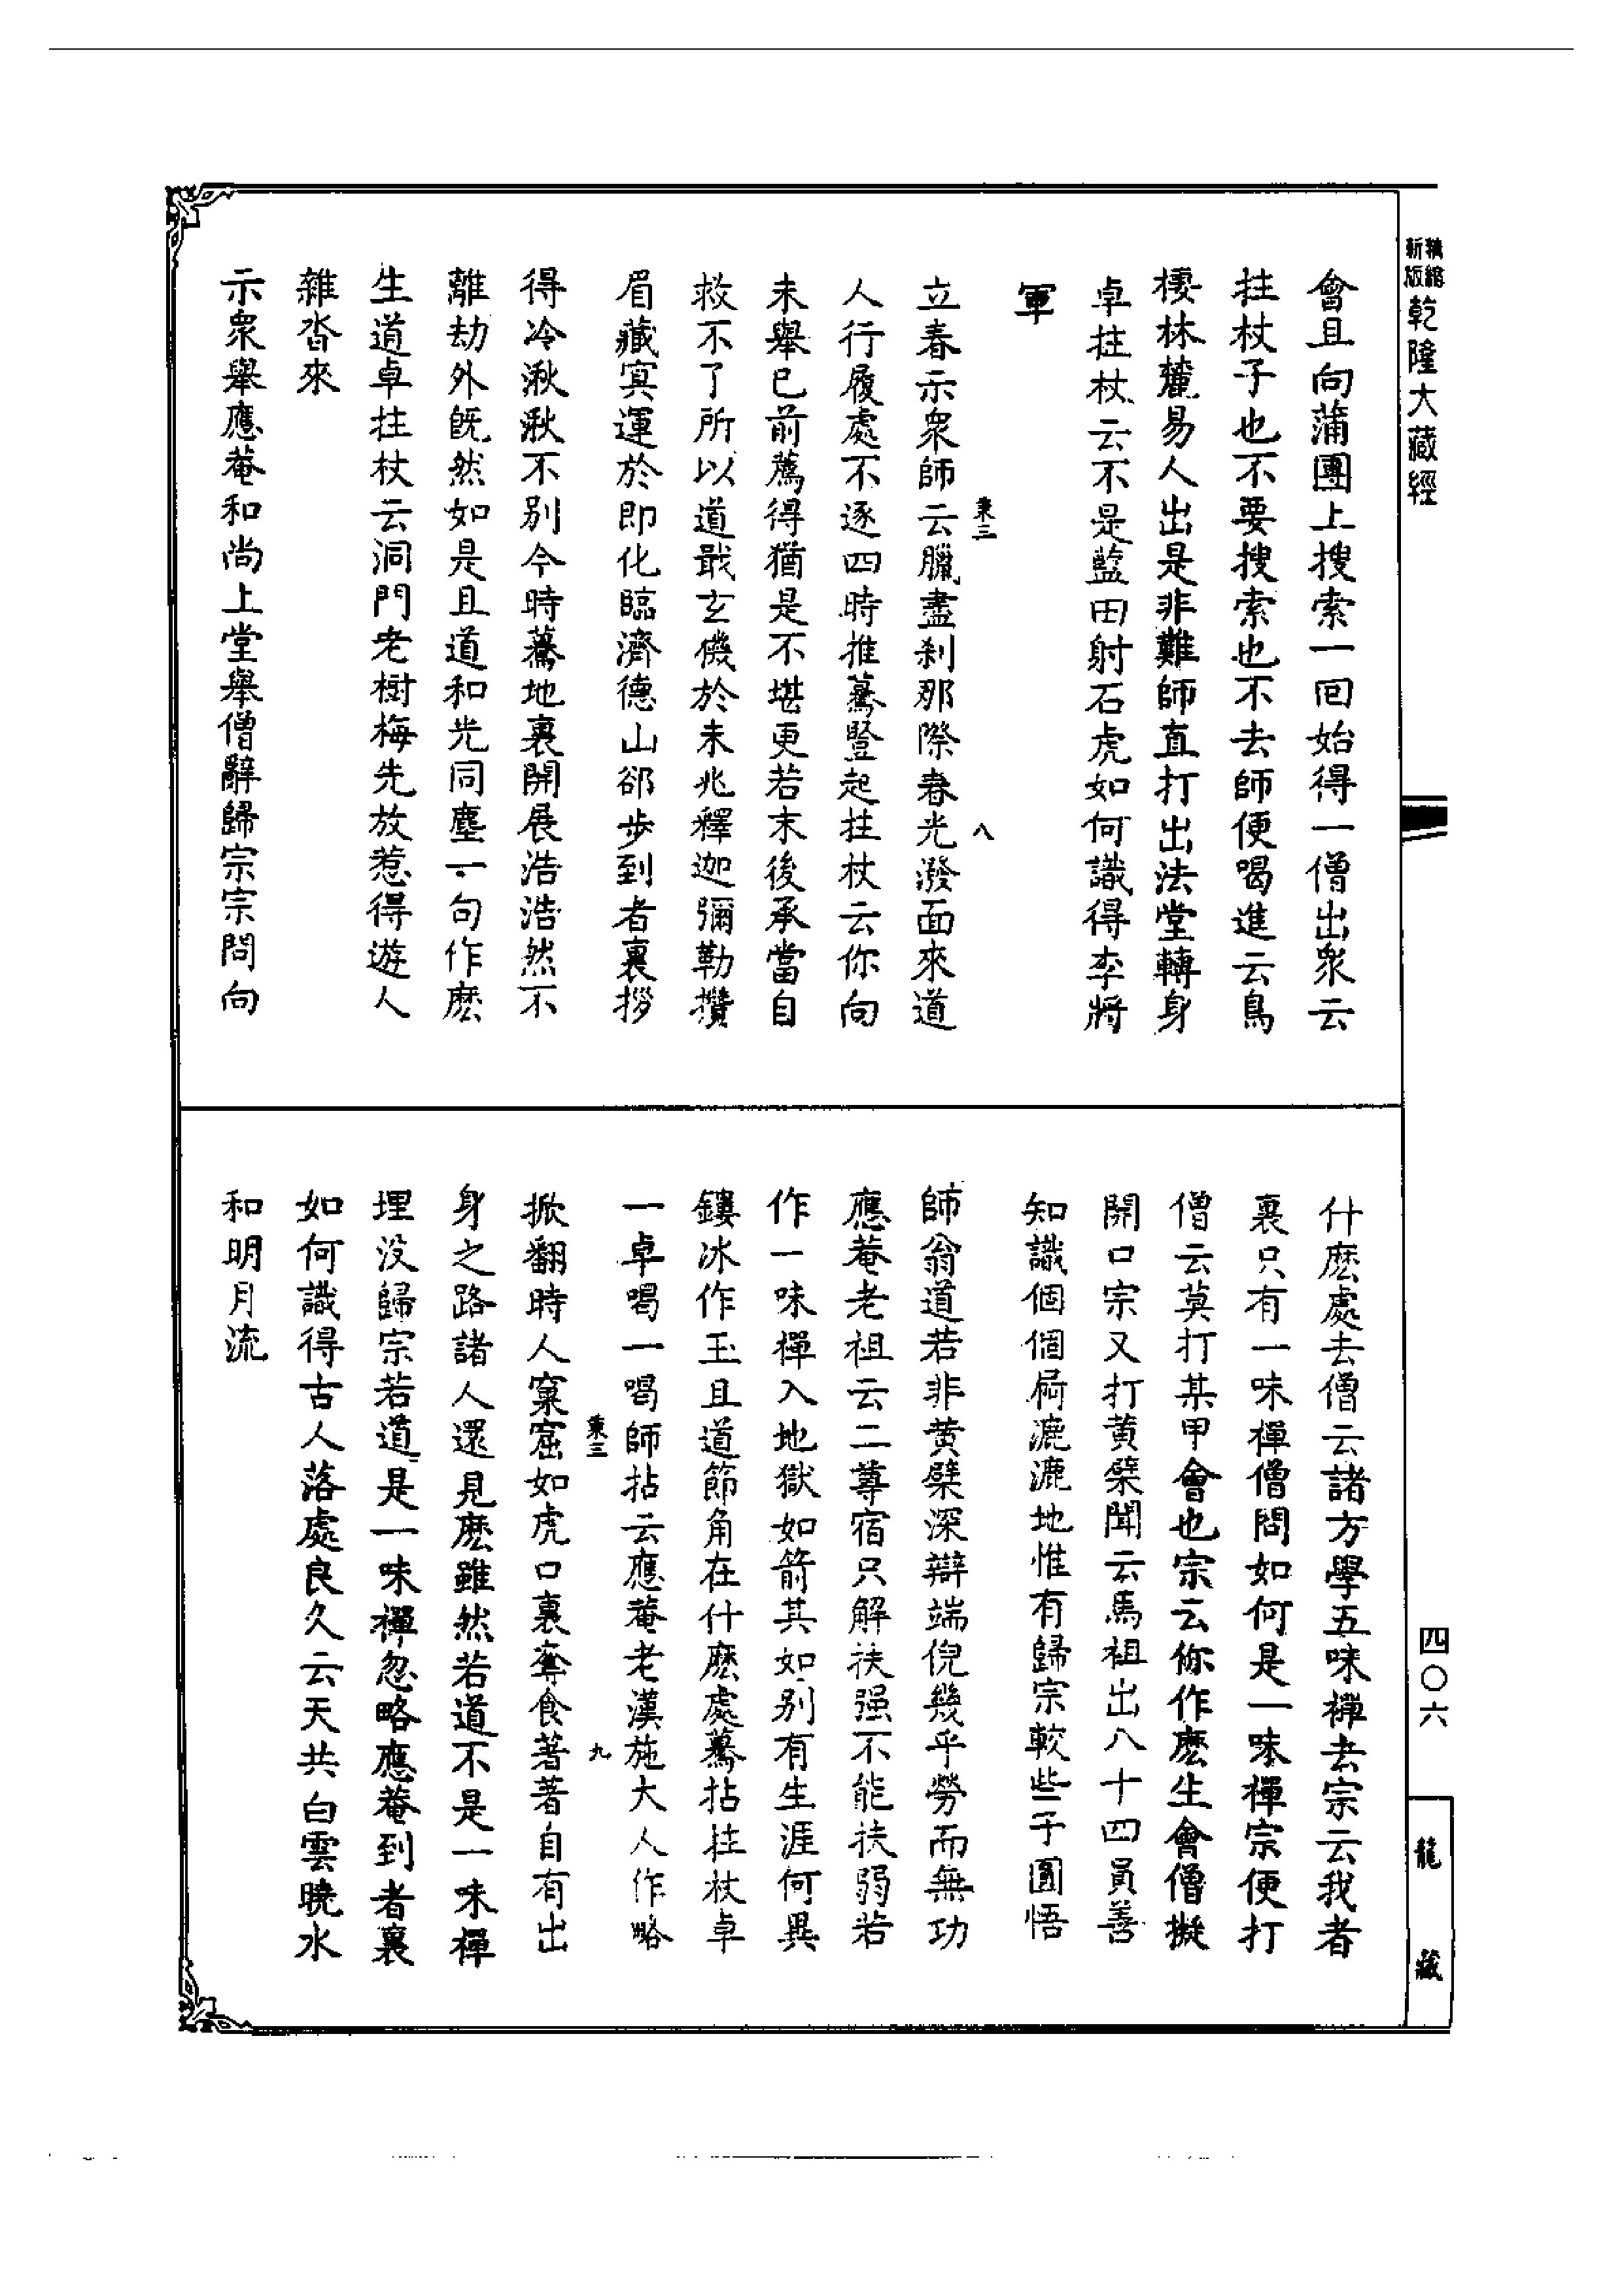 新版精縮乾隆大藏經
會且向蒲團上搜索一回始得一僧出衆云
拄杖子也不要搜索也不去師便喝進云鳥
棲林麓易人出是非難師直打出法堂轉身
卓拄杖云不是藍田射石虎如何識得李將
軍
立春示衆師云臘盡刹那際春光潑面來道
人行履處不逐四時推驀豎起拄杖云你向
未舉已前薦得猶是不堪更若末後承當自
救不了所以道戢玄機於未兆釋迦彌勒攢
眉藏冥運於即化臨濟德山郤步到者裏拶
得冷湫湫不别今時驀地裏開展浩浩然不
離劫外旣然如是且道和光同塵一句作麽
生道卓拄杖云洞門老樹梅先放惹得遊人
雜沓來
示衆舉應菴和尚上堂舉僧辭歸宗宗問向
什麽處去僧云諸方學五味禪去宗云我者
裏只有一味禪僧問如何是一味禪宗便打
僧云莫打某甲會也宗云你作麽生會僧擬
開口宗又打黄檗聞云馬祖出八十四員善
知識個個屙漉漉地惟有歸宗較些子圓悟
師翁道若非黄檗深辯端倪幾乎勞而無功
應菴老祖云二尊宿只解扶强不能扶弱若
作一味禪入地獄如箭其如别有生涯何異
鏤冰作玉且道節角在什麽處驀拈拄杖卓
一卓喝一喝師拈云應菴老漢施大人作略
掀翻時人窠窟如虎口裏奪食著著自有出
身之路諸人還見麽雖然若道不是一味禪
埋没歸宗若道是一味禪忽略應菴到者裏
如何識得古人落處良久云天共白雲曉水
和明月流
八
九
四〇六
龍藏